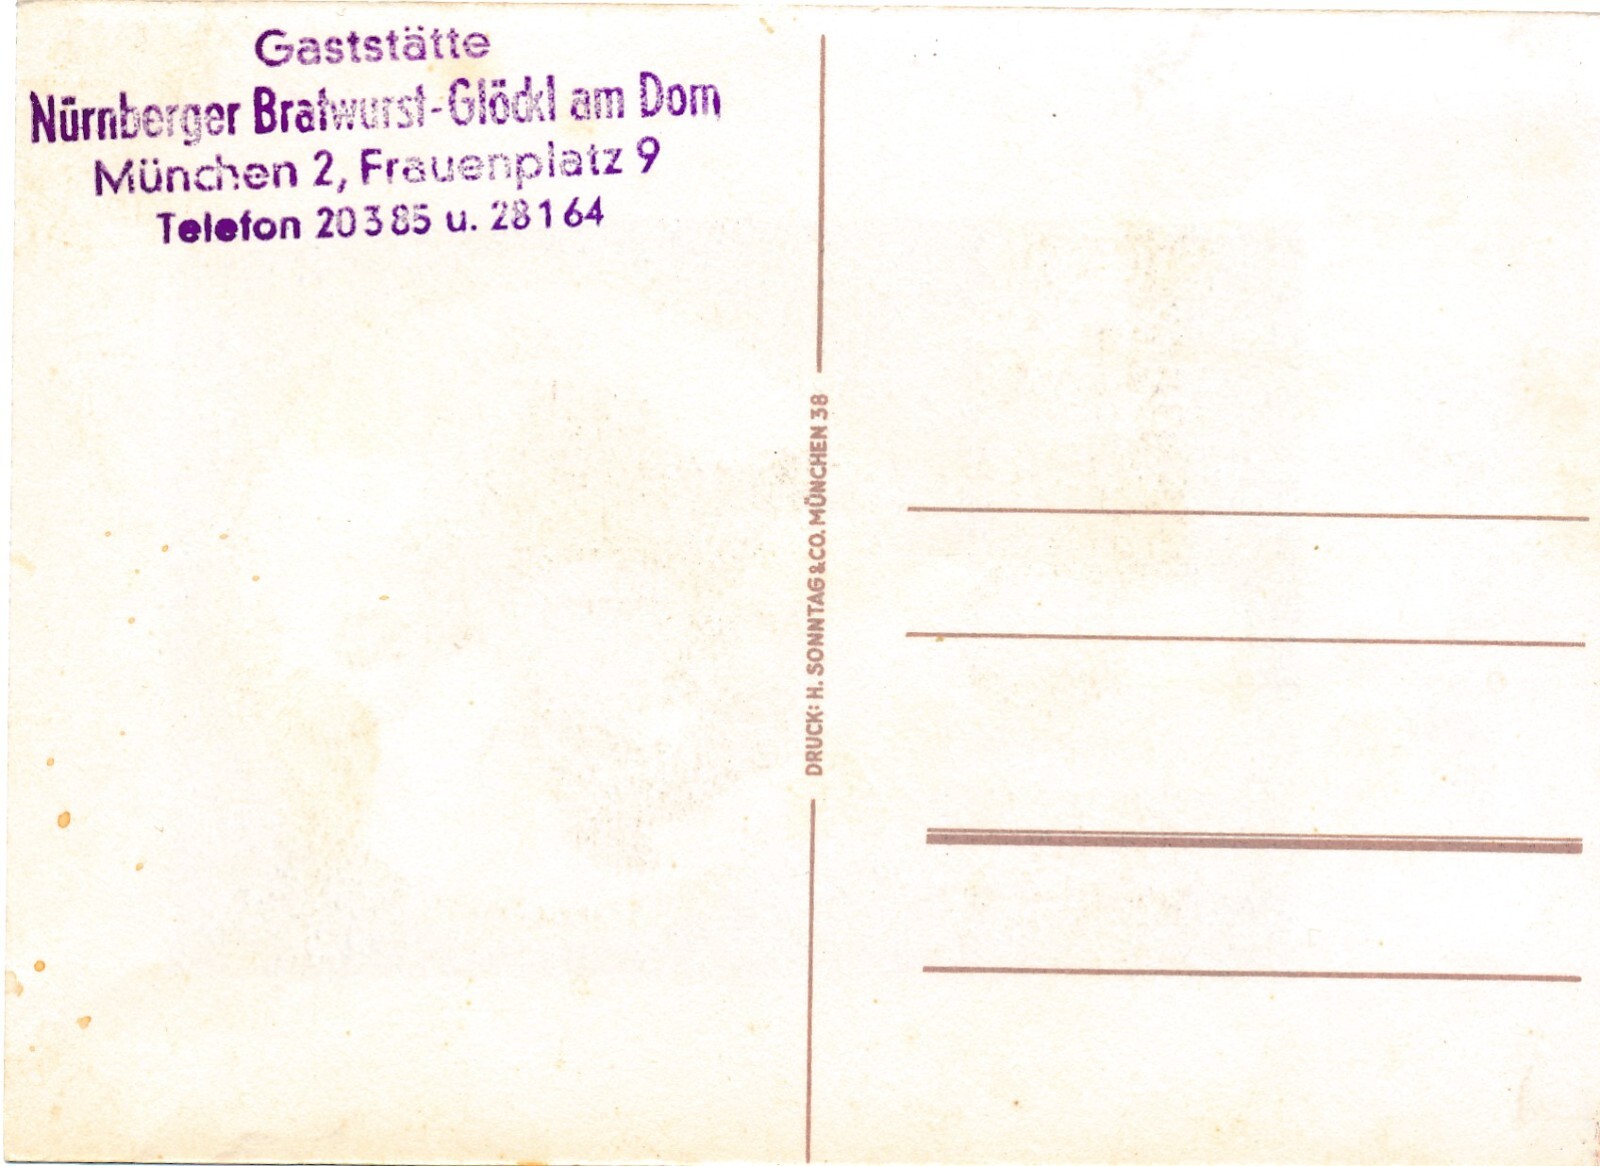 Gaststätte
Nürnberger Bratwurst-Glöckl am Dom
München 2, Frauenplatz 9
Telefon 20385 u. 28164
DRUCK: H. SONNTAG & CO. MÜNCHEN 38